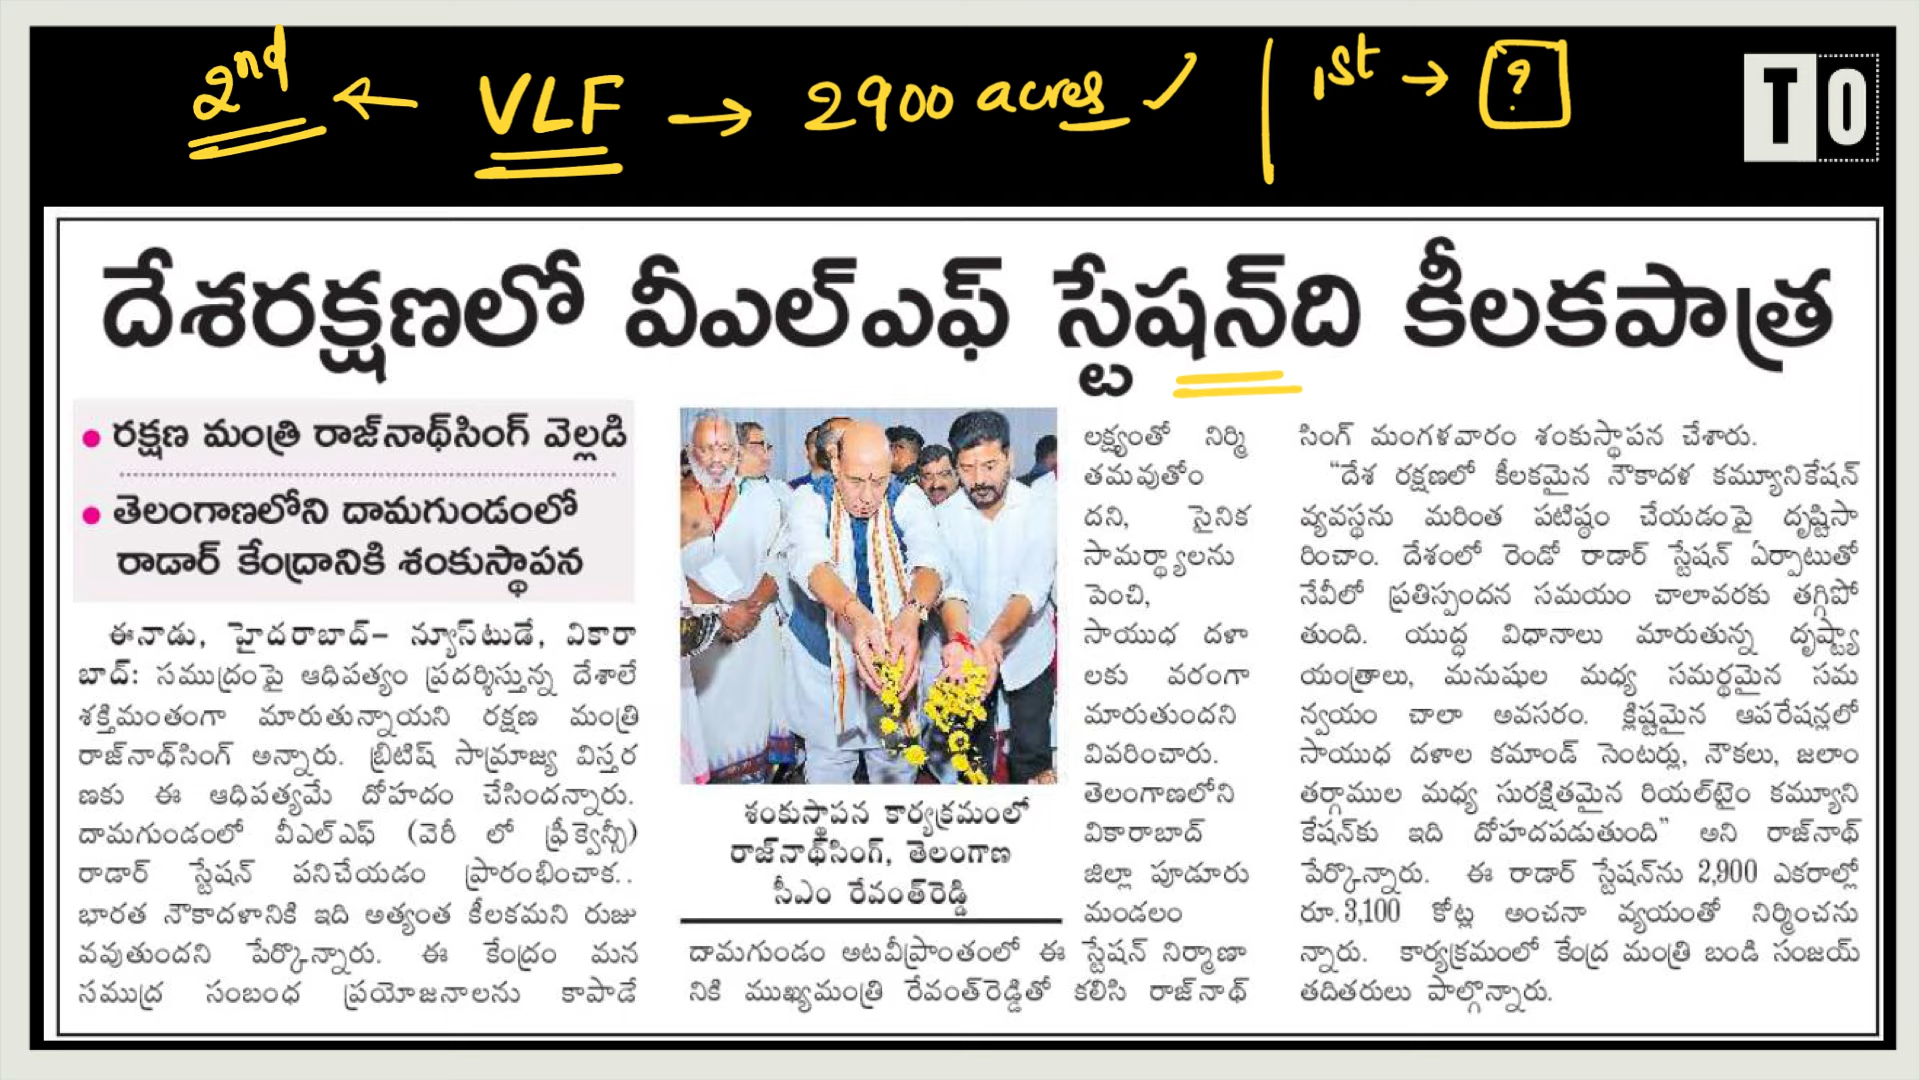 2nd ← VLF → 2900 acres ✓ | 1st → ?
TO
దేశరక్షణలో వీఎల్ఎఫ్ స్టేషన్‌ది కీలకపాత్ర
• రక్షణ మంత్రి రాజ్‌నాథ్‌సింగ్ వెల్లడి
• తెలంగాణలోని దామగుండంలో
రాడార్ కేంద్రానికి శంకుస్థాపన
ఈనాడు, హైదరాబాద్– న్యూస్‌టుడే, వికారా
బాద్: సముద్రంపై ఆధిపత్యం ప్రదర్శిస్తున్న దేశాలే
శక్తిమంతంగా మారుతున్నాయని రక్షణ మంత్రి
రాజ్‌నాథ్‌సింగ్ అన్నారు. బ్రిటిష్ సామ్రాజ్య విస్తర
ణకు ఈ ఆధిపత్యమే దోహదం చేసిందన్నారు.
దామగుండంలో వీఎల్ఎఫ్ (వెరీ లో ఫ్రీక్వెన్సీ)
రాడార్ స్టేషన్ పనిచేయడం ప్రారంభించాక..
భారత నౌకాదళానికి ఇది అత్యంత కీలకమని రుజు
వవుతుందని పేర్కొన్నారు. ఈ కేంద్రం మన
సముద్ర సంబంధ ప్రయోజనాలను కాపాడే
శంకుస్థాపన కార్యక్రమంలో
రాజ్‌నాథ్‌సింగ్, తెలంగాణ
సీఎం రేవంత్‌రెడ్డి
లక్ష్యంతో నిర్మి
తమవుతోం
దని, సైనిక
సామర్థ్యాలను
పెంచి,
సాయుధ దళా
లకు వరంగా
మారుతుందని
వివరించారు.
తెలంగాణలోని
వికారాబాద్
జిల్లా పూడూరు
మండలం
దామగుండం అటవీప్రాంతంలో ఈ స్టేషన్ నిర్మాణా
నికి ముఖ్యమంత్రి రేవంత్‌రెడ్డితో కలిసి రాజ్‌నాథ్
సింగ్ మంగళవారం శంకుస్థాపన చేశారు.
“దేశ రక్షణలో కీలకమైన నౌకాదళ కమ్యూనికేషన్
వ్యవస్థను మరింత పటిష్ఠం చేయడంపై దృష్టిసా
రించాం. దేశంలో రెండో రాడార్ స్టేషన్ ఏర్పాటుతో
నేవీలో ప్రతిస్పందన సమయం చాలావరకు తగ్గిపో
తుంది. యుద్ధ విధానాలు మారుతున్న దృష్ట్యా
యంత్రాలు, మనుషుల మధ్య సమర్థమైన సమ
న్వయం చాలా అవసరం. క్లిష్టమైన ఆపరేషన్లలో
సాయుధ దళాల కమాండ్ సెంటర్లు, నౌకలు, జలాం
తర్గాముల మధ్య సురక్షితమైన రియల్‌టైం కమ్యూని
కేషన్‌కు ఇది దోహదపడుతుంది” అని రాజ్‌నాథ్
పేర్కొన్నారు. ఈ రాడార్ స్టేషన్‌ను 2,900 ఎకరాల్లో
రూ.3,100 కోట్ల అంచనా వ్యయంతో నిర్మించను
న్నారు. కార్యక్రమంలో కేంద్ర మంత్రి బండి సంజయ్
తదితరులు పాల్గొన్నారు.